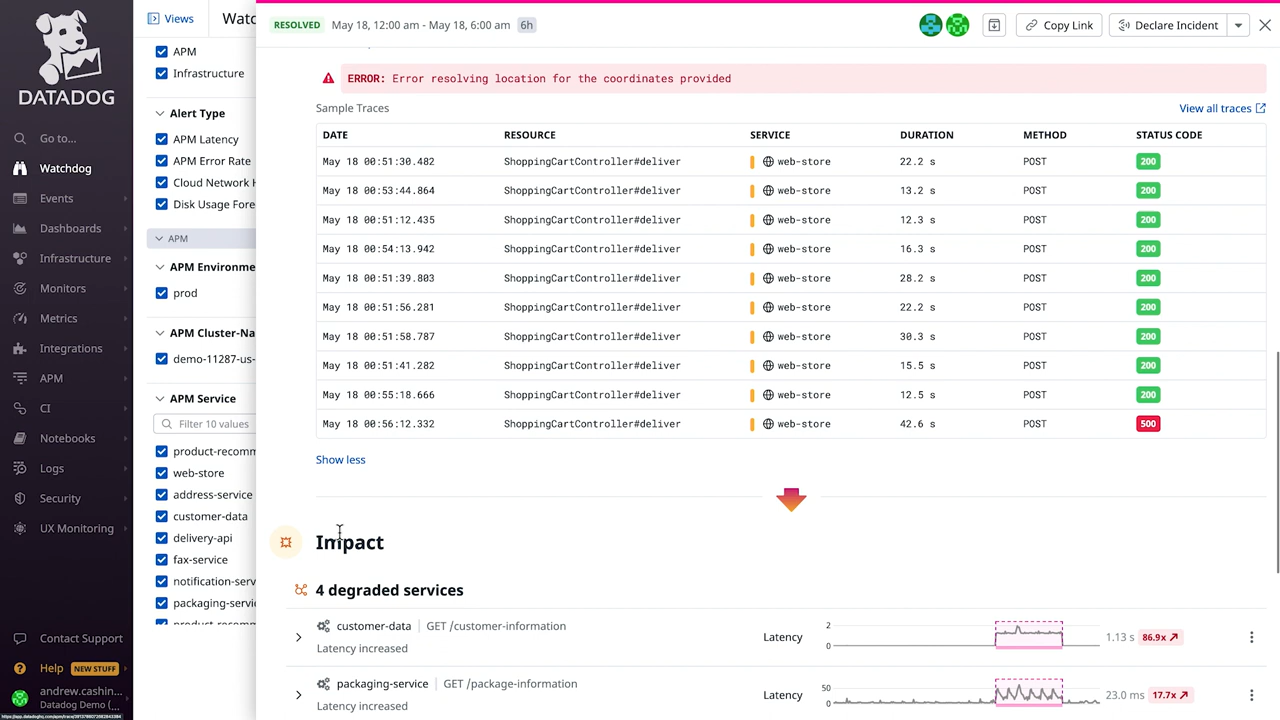 DATADOG
Go to...
Watchdog
Events
Dashboards
Infrastructure
Monitors
Metrics
Integrations
APM
CI
Notebooks
Logs
Security
UX Monitoring
Contact Support
Help NEW STUFF
andrew.cashin...
Datadog Demo (...
Views
Watc
APM
Infrastructure
Alert Type
APM Latency
APM Error Rate
Cloud Network H
Disk Usage Fore
APM
APM Environme
prod
APM Cluster-Na
demo-11287-us-
APM Service
Filter 10 values
product-recomm
web-store
address-service
customer-data
delivery-api
fax-service
notification-serv
packaging-servic
product-recomm
RESOLVED May 18, 12:00 am - May 18, 6:00 am 6h
Copy Link
Declare Incident
ERROR: Error resolving location for the coordinates provided
Sample Traces View all traces
DATE RESOURCE SERVICE DURATION METHOD STATUS CODE
May 18 00:51:30.482 ShoppingCartController#deliver web-store 22.2 s POST 200
May 18 00:53:44.864 ShoppingCartController#deliver web-store 13.2 s POST 200
May 18 00:51:12.435 ShoppingCartController#deliver web-store 12.3 s POST 200
May 18 00:54:13.942 ShoppingCartController#deliver web-store 16.3 s POST 200
May 18 00:51:39.803 ShoppingCartController#deliver web-store 28.2 s POST 200
May 18 00:51:56.281 ShoppingCartController#deliver web-store 22.2 s POST 200
May 18 00:51:58.787 ShoppingCartController#deliver web-store 30.3 s POST 200
May 18 00:51:41.282 ShoppingCartController#deliver web-store 15.5 s POST 200
May 18 00:55:18.666 ShoppingCartController#deliver web-store 12.5 s POST 200
May 18 00:56:12.332 ShoppingCartController#deliver web-store 42.6 s POST 500
Show less
Impact
4 degraded services
customer-data GET /customer-information
Latency increased
Latency 2 0 1.13 s 86.9x
packaging-service GET /package-information
Latency increased
Latency 50 0 23.0 ms 17.7x